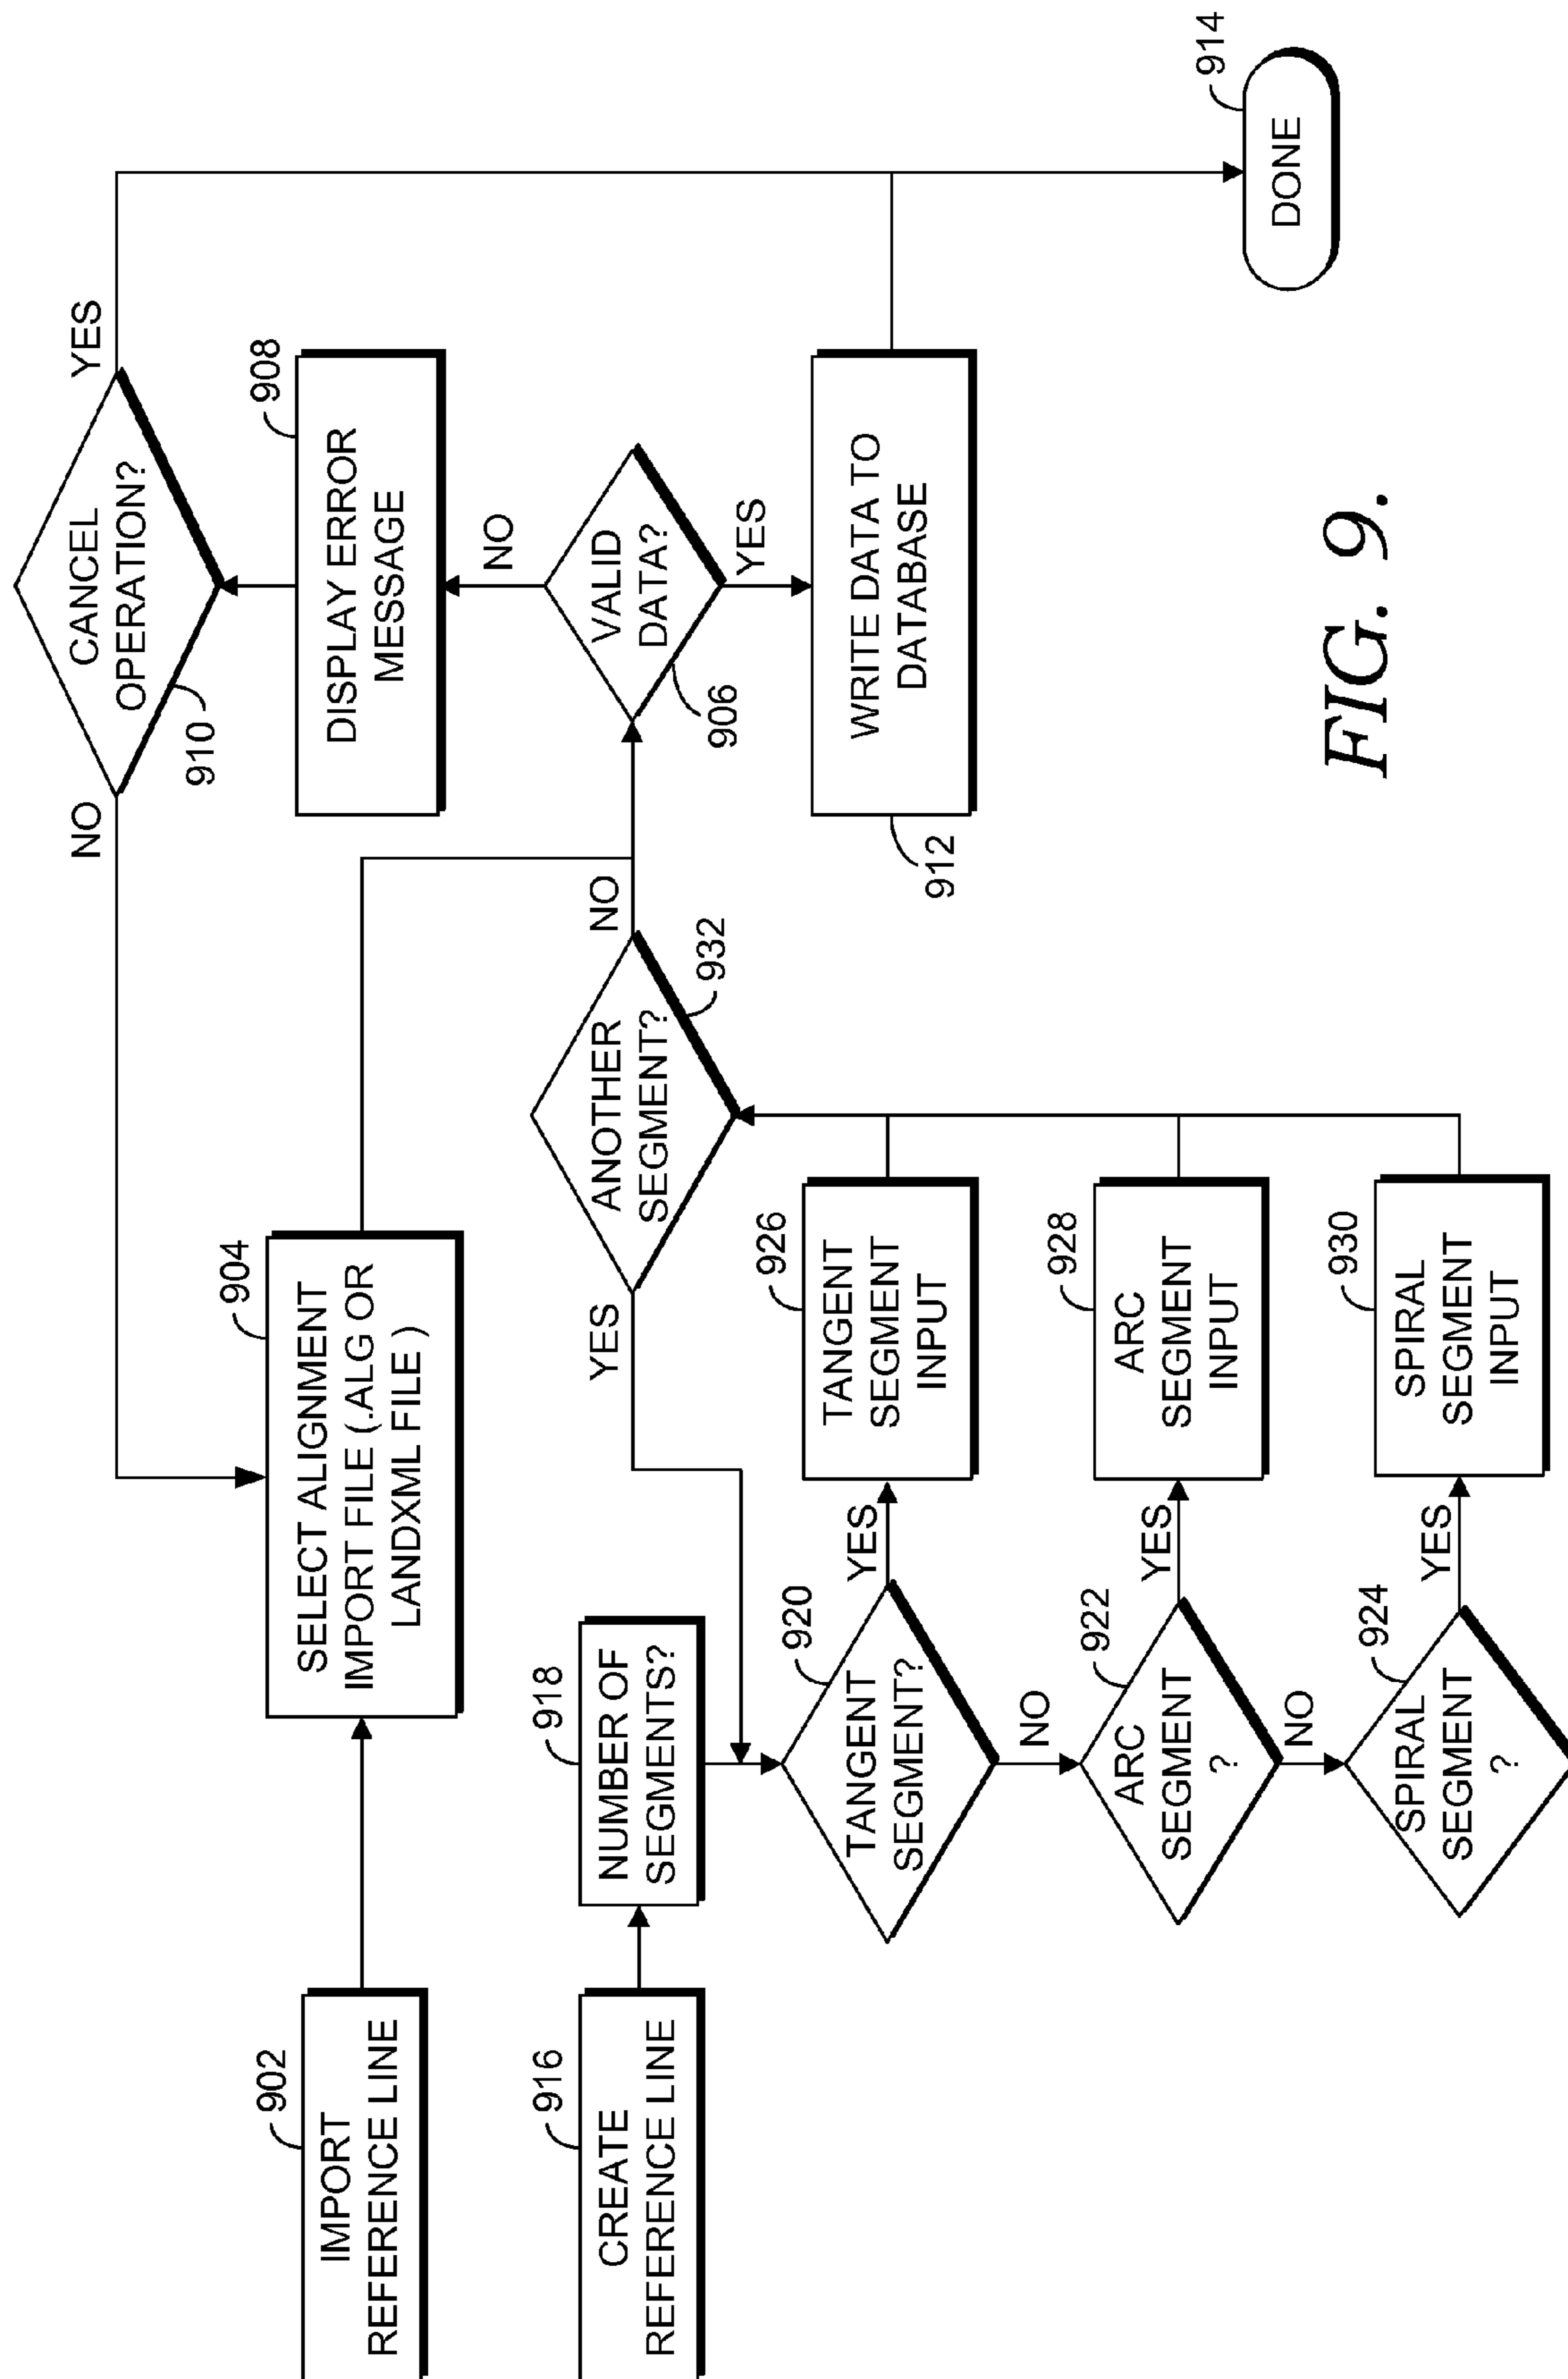 902
IMPORT
REFERENCE LINE
904
SELECT ALIGNMENT
IMPORT FILE (.ALG OR
LANDXML FILE )
NO
CANCEL
OPERATION?
910
YES
908
DISPLAY ERROR
MESSAGE
NO
VALID
DATA?
906
YES
WRITE DATA TO
DATABASE
912
914
DONE
916
CREATE
REFERENCE LINE
918
NUMBER OF
SEGMENTS?
YES
ANOTHER
SEGMENT?
932
NO
920
TANGENT
SEGMENT?
YES
926
TANGENT
SEGMENT
INPUT
NO
922
ARC
SEGMENT
?
YES
928
ARC
SEGMENT
INPUT
NO
924
SPIRAL
SEGMENT
?
YES
930
SPIRAL
SEGMENT
INPUT
FIG. 9.